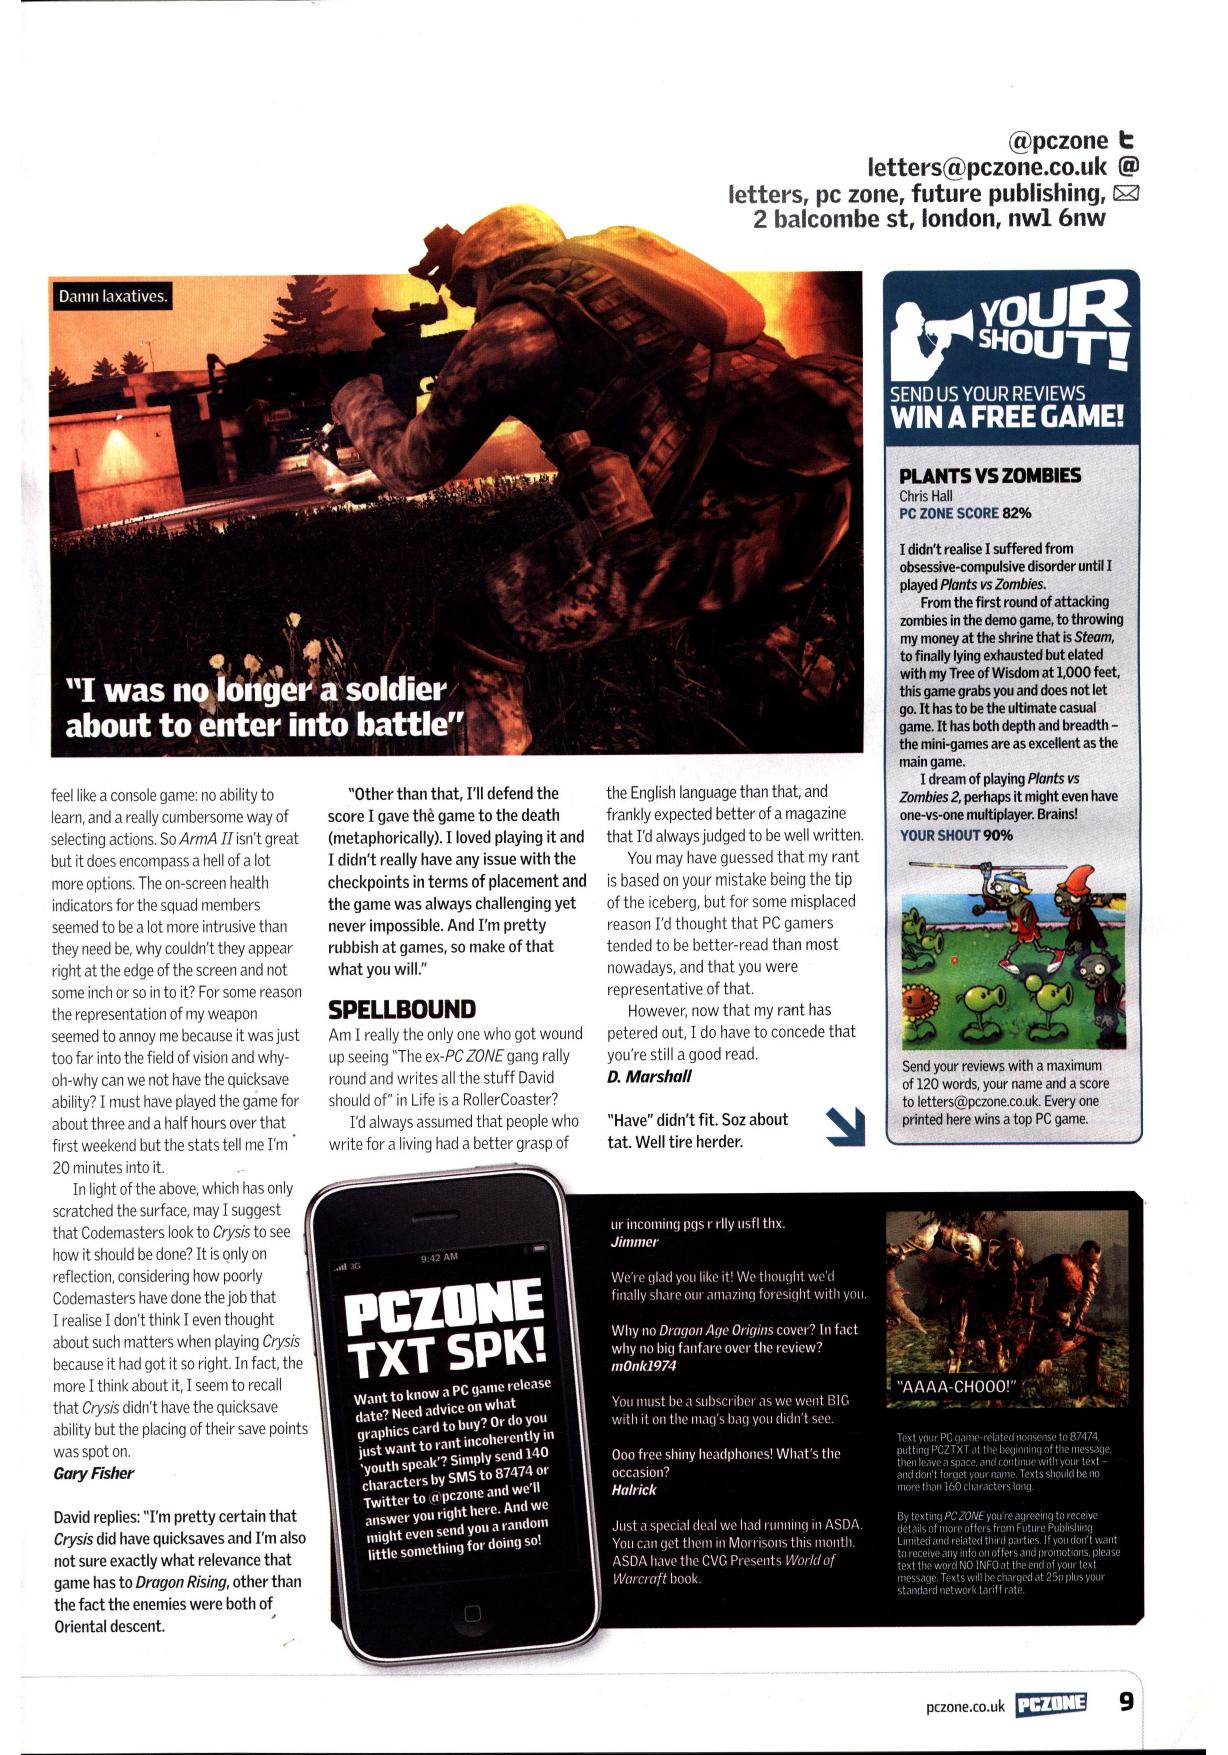 @pczone
letters@pczone.co.uk @
letters, pc zone, future publishing,
2 balcombe st, london, nw1 6nw
Damn laxatives.
"I was no longer a soldier
about to enter into battle"
feel like a console game: no ability to
learn, and a really cumbersome way of
selecting actions. So ArmA II isn't great
but it does encompass a hell of a lot
more options. The on-screen health
indicators for the squad members
seemed to be a lot more intrusive than
they need be, why couldn't they appear
right at the edge of the screen and not
some inch or so in to it? For some reason
the representation of my weapon
seemed to annoy me because it was just
too far into the field of vision and why-
oh-why can we not have the quicksave
ability? I must have played the game for
about three and a half hours over that
first weekend but the stats tell me I'm
20 minutes into it.
In light of the above, which has only
scratched the surface, may I suggest
that Codemasters look to Crysis to see
how it should be done? It is only on
reflection, considering how poorly
Codemasters have done the job that
I realise I don't think I even thought
about such matters when playing Crysis
because it had got it so right. In fact, the
more I think about it, I seem to recall
that Crysis didn't have the quicksave
ability but the placing of their save points
was spot on.
Gary Fisher
David replies: "I'm pretty certain that
Crysis did have quicksaves and I'm also
not sure exactly what relevance that
game has to Dragon Rising, other than
the fact the enemies were both of
Oriental descent.
"Other than that, I'll defend the
score I gave the game to the death
(metaphorically). I loved playing it and
I didn't really have any issue with the
checkpoints in terms of placement and
the game was always challenging yet
never impossible. And I'm pretty
rubbish at games, so make of that
what you will."
SPELLBOUND
Am I really the only one who got wound
up seeing "The ex-PC ZONE gang rally
round and writes all the stuff David
should of" in Life is a RollerCoaster?
I'd always assumed that people who
write for a living had a better grasp of
the English language than that, and
frankly expected better of a magazine
that I'd always judged to be well written.
You may have guessed that my rant
is based on your mistake being the tip
of the iceberg, but for some misplaced
reason I'd thought that PC gamers
tended to be better-read than most
nowadays, and that you were
representative of that.
However, now that my rant has
petered out, I do have to concede that
you're still a good read.
D. Marshall
"Have" didn't fit. Soz about
tat. Well tire herder.
YOUR
SHOUT!
SEND US YOUR REVIEWS
WIN A FREE GAME!
PLANTS VS ZOMBIES
Chris Hall
PC ZONE SCORE 82%
I didn't realise I suffered from
obsessive-compulsive disorder until I
played Plants vs Zombies.
From the first round of attacking
zombies in the demo game, to throwing
my money at the shrine that is Steam,
to finally lying exhausted but elated
with my Tree of Wisdom at 1,000 feet,
this game grabs you and does not let
go. It has to be the ultimate casual
game. It has both depth and breadth –
the mini-games are as excellent as the
main game.
I dream of playing Plants vs
Zombies 2, perhaps it might even have
one-vs-one multiplayer. Brains!
YOUR SHOUT 90%
Send your reviews with a maximum
of 120 words, your name and a score
to letters@pczone.co.uk. Every one
printed here wins a top PC game.
3G
9:42 AM
PCZONE
TXT SPK!
Want to know a PC game release
date? Need advice on what
graphics card to buy? Or do you
just want to rant incoherently in
'youth speak'? Simply send 140
characters by SMS to 87474 or
Twitter to @pczone and we'll
answer you right here. And we
might even send you a random
little something for doing so!
ur incoming pgs r rlly usfl thx.
Jimmer
We're glad you like it! We thought we'd
finally share our amazing foresight with you.
Why no Dragon Age Origins cover? In fact
why no big fanfare over the review?
m0nk1974
You must be a subscriber as we went BIG
with it on the mag's bag you didn't see.
Ooo free shiny headphones! What's the
occasion?
Halrick
Just a special deal we had running in ASDA.
You can get them in Morrisons this month.
ASDA have the CVG Presents World of
Warcraft book.
"AAAA-CHOOO!"
Text your PC game-related nonsense to 87474,
putting PCZTXT at the beginning of the message,
then leave a space, and continue with your text –
and don't forget your name. Texts should be no
more than 160 characters long.
By texting PC ZONE you're agreeing to receive
details of more offers from Future Publishing
Limited and related third parties. If you don't want
to receive any info on offers and promotions, please
text the word NO INFO at the end of your text
message. Texts will be charged at 25p plus your
standard network tariff rate.
pczone.co.uk PCZONE 9